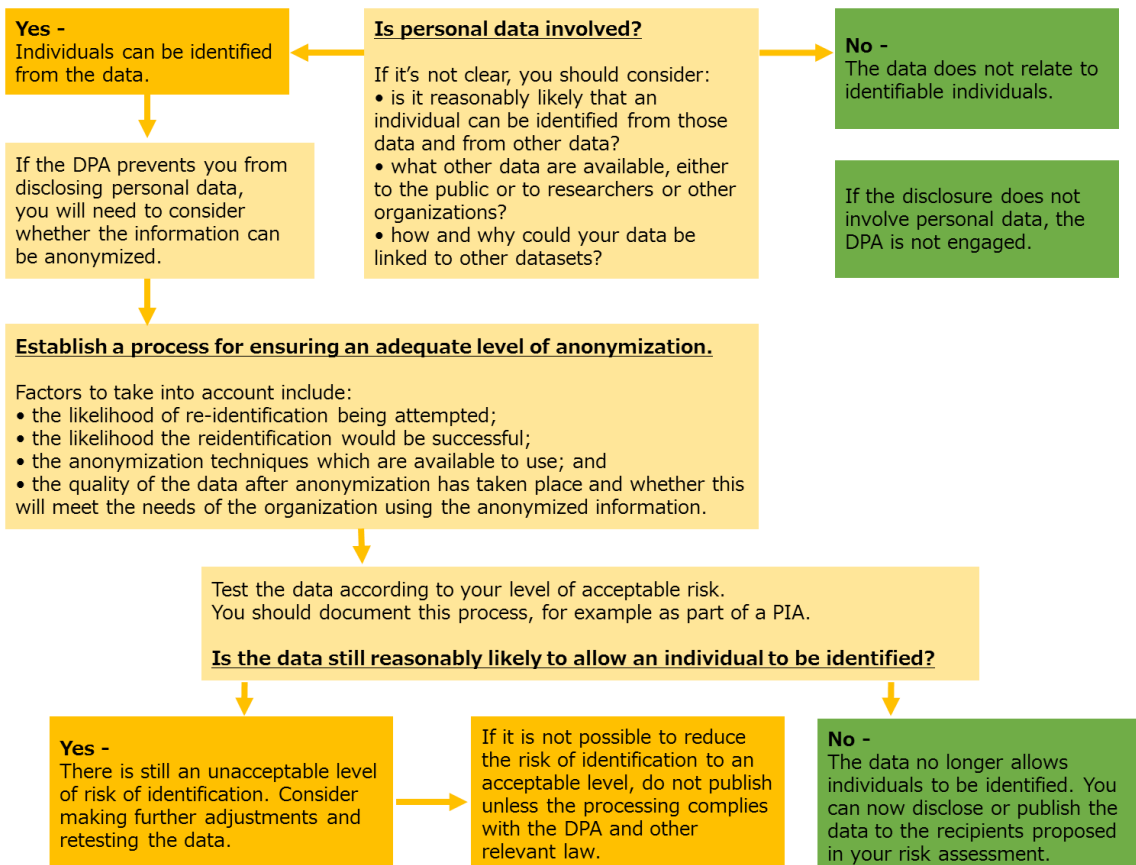 Yes -
Individuals can be identified
from the data.
Is personal data involved?
If it's not clear, you should consider:
• is it reasonably likely that an
individual can be identified from those
data and from other data?
• what other data are available, either
to the public or to researchers or other
organizations?
• how and why could your data be
linked to other datasets?
No -
The data does not relate to
identifiable individuals.
If the DPA prevents you from
disclosing personal data,
you will need to consider
whether the information can
be anonymized.
If the disclosure does not
involve personal data, the
DPA is not engaged.
Establish a process for ensuring an adequate level of anonymization.
Factors to take into account include:
• the likelihood of re-identification being attempted;
• the likelihood the reidentification would be successful;
• the anonymization techniques which are available to use; and
• the quality of the data after anonymization has taken place and whether this
will meet the needs of the organization using the anonymized information.
Test the data according to your level of acceptable risk.
You should document this process, for example as part of a PIA.
Is the data still reasonably likely to allow an individual to be identified?
Yes -
There is still an unacceptable level
of risk of identification. Consider
making further adjustments and
retesting the data.
If it is not possible to reduce
the risk of identification to an
acceptable level, do not publish
unless the processing complies
with the DPA and other
relevant law.
No -
The data no longer allows
individuals to be identified. You
can now disclose or publish the
data to the recipients proposed
in your risk assessment.